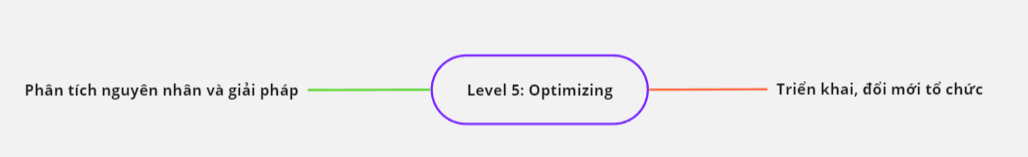 Phân tích nguyên nhân và giải pháp
Level 5: Optimizing
Triển khai, đổi mới tổ chức